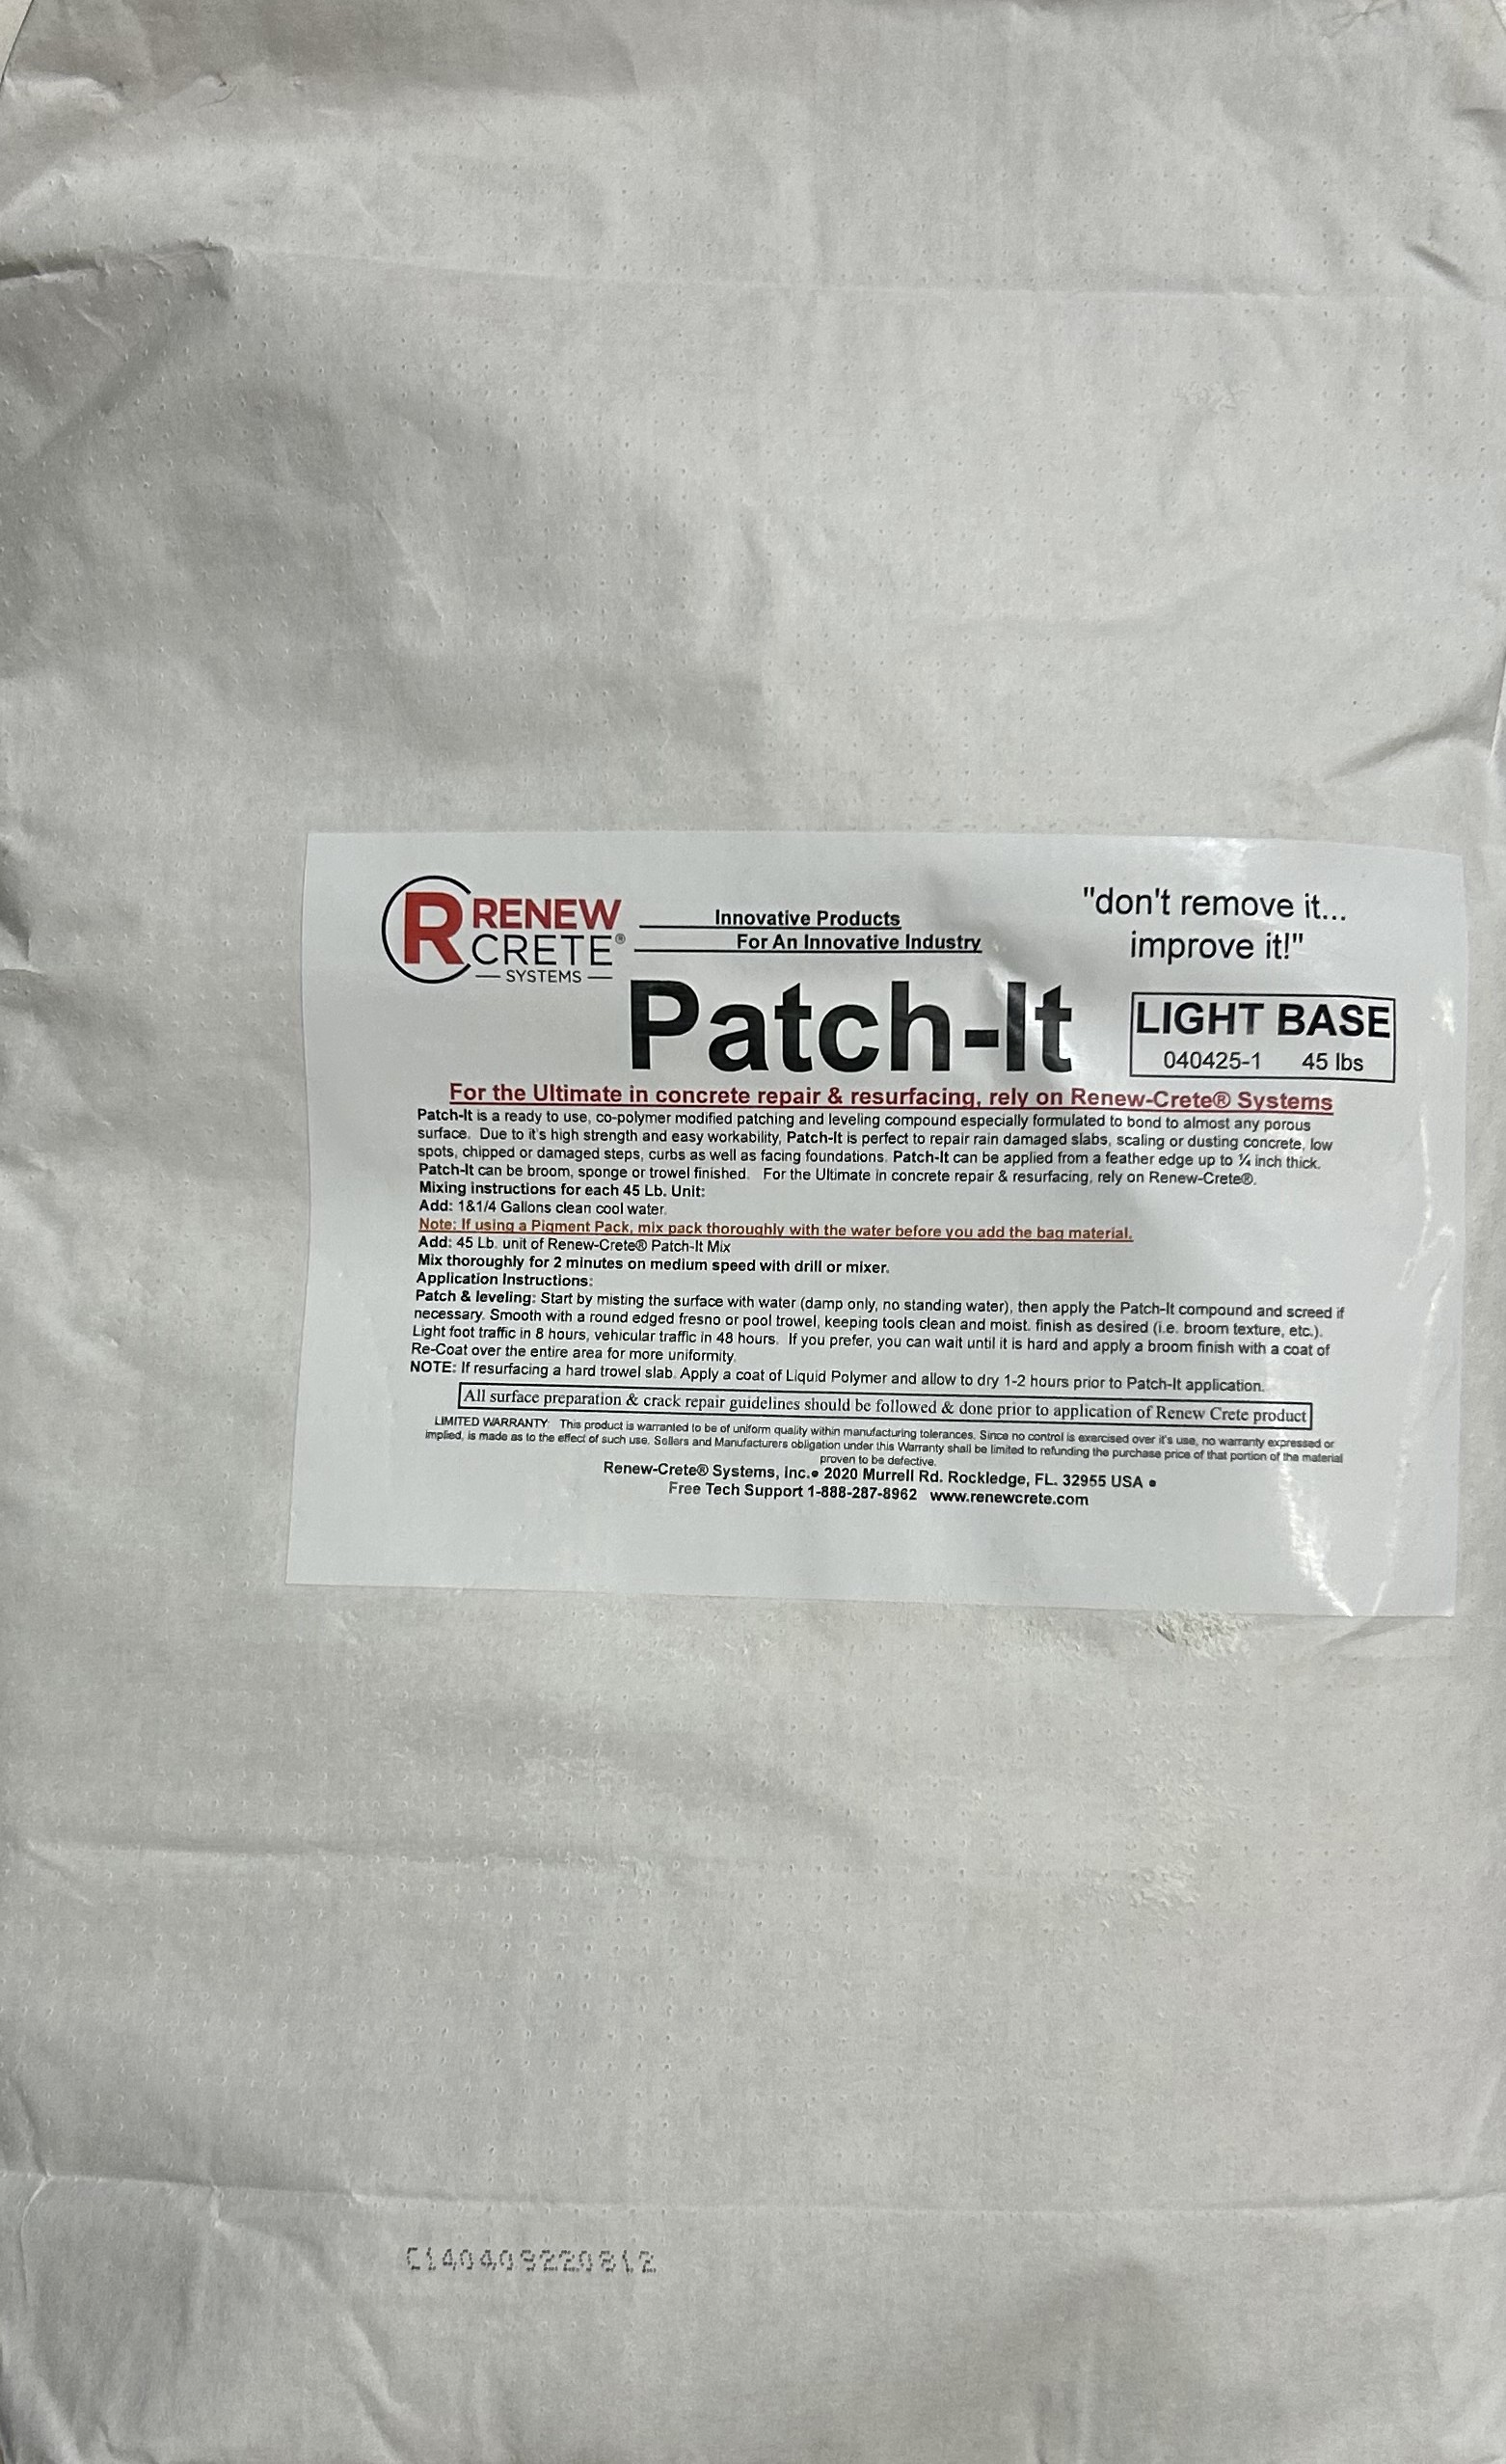 R RENEW
CRETE®
SYSTEMS
Innovative Products
For An Innovative Industry
"don't remove it...
improve it!"
Patch-It
LIGHT BASE
040425-1 45 lbs
For the Ultimate in concrete repair & resurfacing, rely on Renew-Crete® Systems
Patch-It is a ready to use, co-polymer modified patching and leveling compound especially formulated to bond to almost any porous
surface. Due to it's high strength and easy workability, Patch-It is perfect to repair rain damaged slabs, scaling or dusting concrete, low
spots, chipped or damaged steps, curbs as well as facing foundations. Patch-It can be applied from a feather edge up to ¼ inch thick.
Patch-It can be broom, sponge or trowel finished. For the Ultimate in concrete repair & resurfacing, rely on Renew-Crete®.
Mixing instructions for each 45 Lb. Unit:
Add: 1&1/4 Gallons clean cool water.
Note: If using a Pigment Pack, mix pack thoroughly with the water before you add the bag material.
Add: 45 Lb. unit of Renew-Crete® Patch-It Mix
Mix thoroughly for 2 minutes on medium speed with drill or mixer.
Application Instructions:
Patch & leveling: Start by misting the surface with water (damp only, no standing water), then apply the Patch-It compound and screed if
necessary. Smooth with a round edged fresno or pool trowel, keeping tools clean and moist. finish as desired (i.e. broom texture, etc.).
Light foot traffic in 8 hours, vehicular traffic in 48 hours. If you prefer, you can wait until it is hard and apply a broom finish with a coat of
Re-Coat over the entire area for more uniformity.
NOTE: If resurfacing a hard trowel slab. Apply a coat of Liquid Polymer and allow to dry 1-2 hours prior to Patch-It application.
All surface preparation & crack repair guidelines should be followed & done prior to application of Renew Crete product
LIMITED WARRANTY: This product is warranted to be of uniform quality within manufacturing tolerances. Since no control is exercised over it's use, no warranty expressed or
implied, is made as to the effect of such use. Sellers and Manufacturers obligation under this Warranty shall be limited to refunding the purchase price of that portion of the material
proven to be defective.
Renew-Crete® Systems, Inc.• 2020 Murrell Rd. Rockledge, FL. 32955 USA •
Free Tech Support 1-888-287-8962 www.renewcrete.com
C140409220812